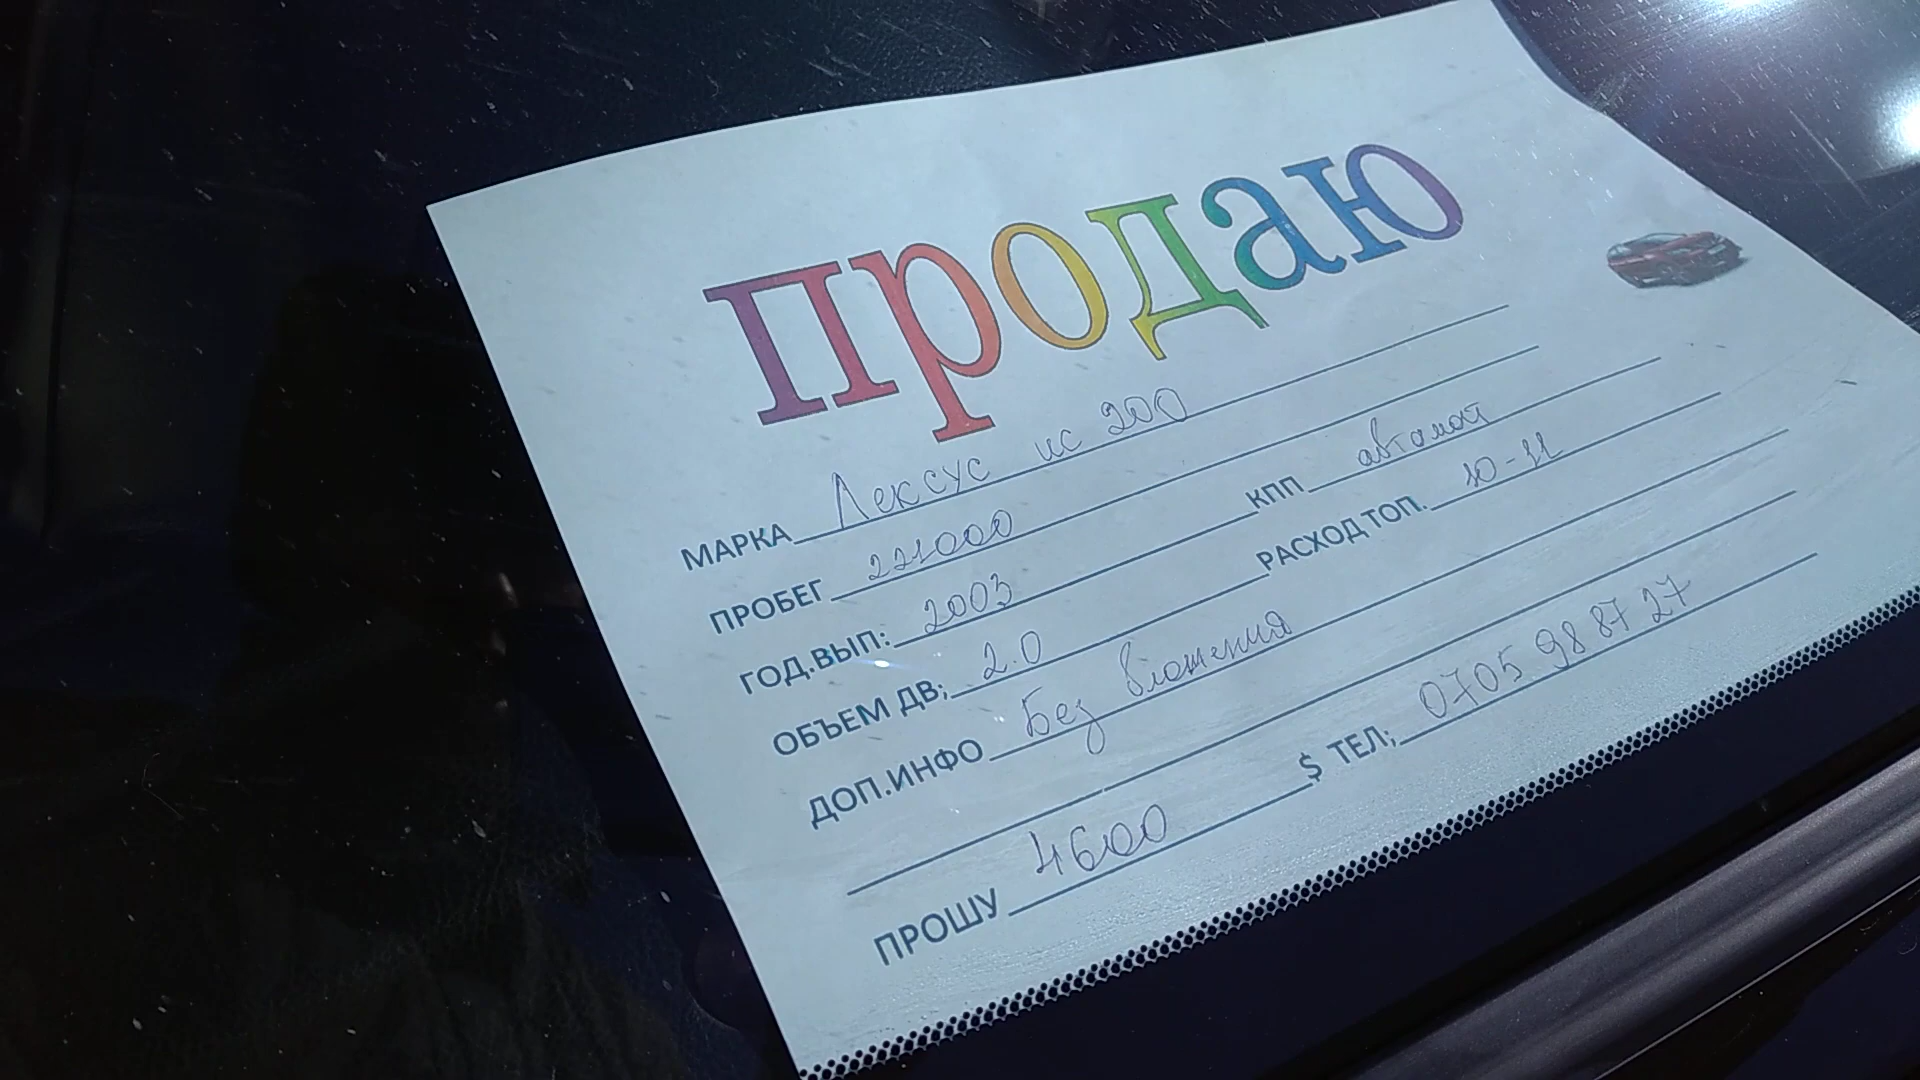 продаю
МАРКА Лексус ис 200
ПРОБЕГ 221000
ГОД.ВЫП: 2003 КПП автомат
ОБЪЕМ ДВ; 2.0 РАСХОД ТОП. 10-11
ДОП.ИНФО Без вложения
ПРОШУ 4600 $ ТЕЛ; 0705 98 87 27